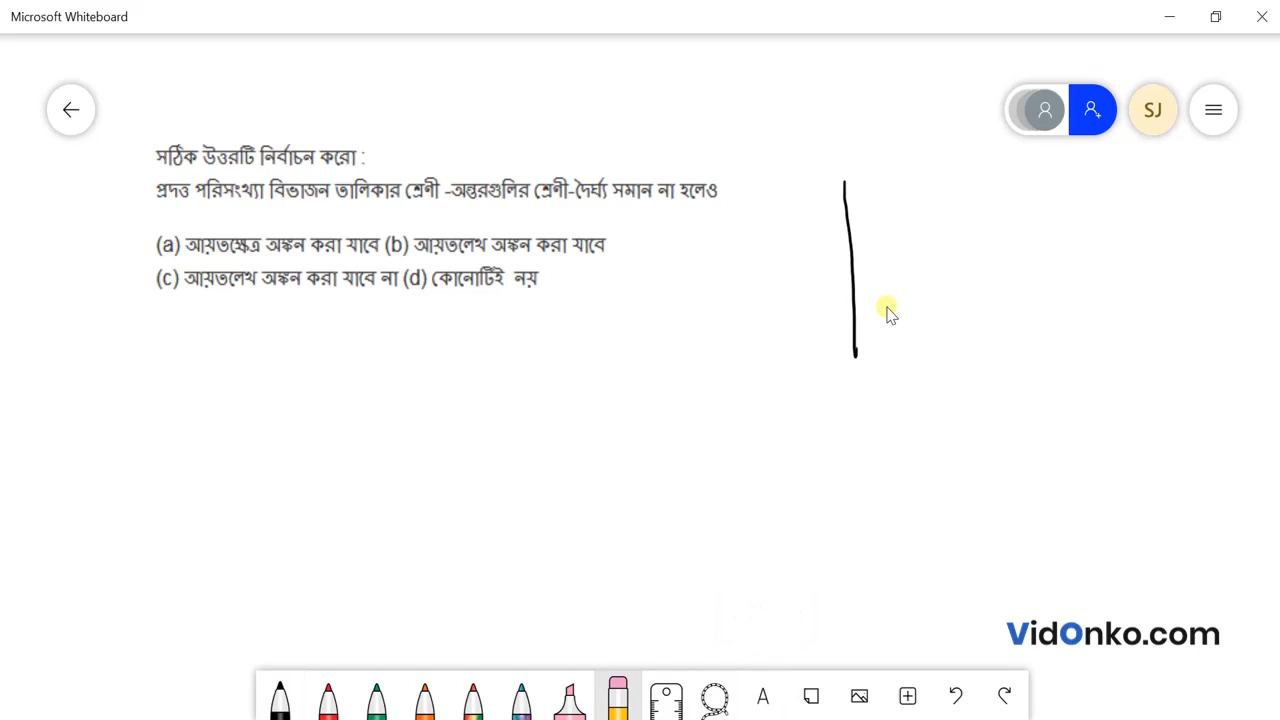 Microsoft Whiteboard
SJ
সঠিক উত্তরটি নির্বাচন করো :
প্রদত্ত পরিসংখ্যা বিভাজন তালিকার শ্রেণী -অন্তরগুলির শ্রেণী-দৈর্ঘ্য সমান না হলেও
(a) আয়তক্ষেত্র অঙ্কন করা যাবে (b) আয়তলেখ অঙ্কন করা যাবে
(c) আয়তলেখ অঙ্কন করা যাবে না (d) কোনোটিই নয়
VidOnko.com